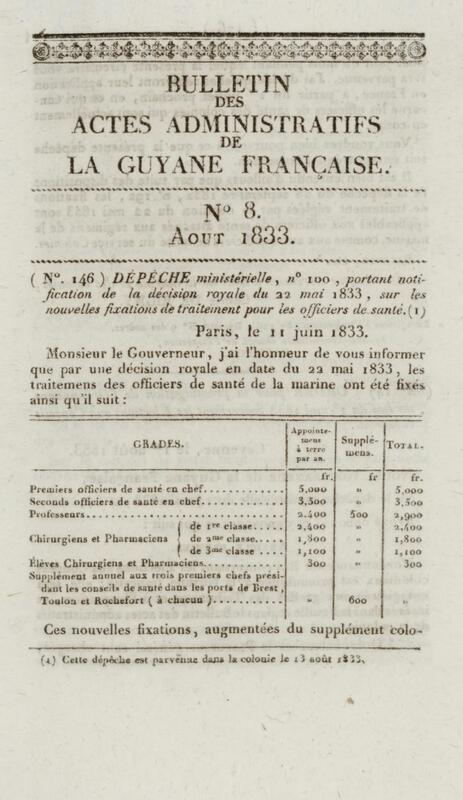 BULLETIN
DES
ACTES ADMINISTRATIFS
DE
LA GUYANE FRANÇAISE.
Nº 8.
AOUT 1833.
( Nº. 146 ) DÉPÊCHE ministérielle, nº 100, portant noti-
fication de la décision royale du 22 mai 1833, sur les
nouvelles fixations de traitement pour les officiers de santé. (1)
Paris, le 11 juin 1833.
Monsieur le Gouverneur, j'ai l'honneur de vous informer
que par une décision royale en date du 22 mai 1833, les
traitemens des officiers de santé de la marine ont été fixés
ainsi qu'il suit :
GRADES. Appointe-mens à terre par an. Supplé-mens. TOTAL.
fr. fr fr.
Premiers officiers de santé en chef............ 5,000 » 5,000
Seconds officiers de santé en chef............ 3,500 » 3,500
Professeurs............ 2,400 500 2,900
Chirurgiens et Pharmaciens { de 1re classe..... 2,400 » 2,400
de 2me classe.... 1,800 » 1,800
de 3me classe .... 1,100 » 1,100
Élèves Chirurgiens et Pharmaciens............ 300 » 300
Supplément annuel aux trois premiers chefs prési-
dant les conseils de santé dans les ports de Brest,
Toulon et Rochefort ( à chacun )............ » 600 »
Ces nouvelles fixations, augmentées du supplément colo-
(1) Cette dépêche est parvenue dans la colonie le 13 août 1833.